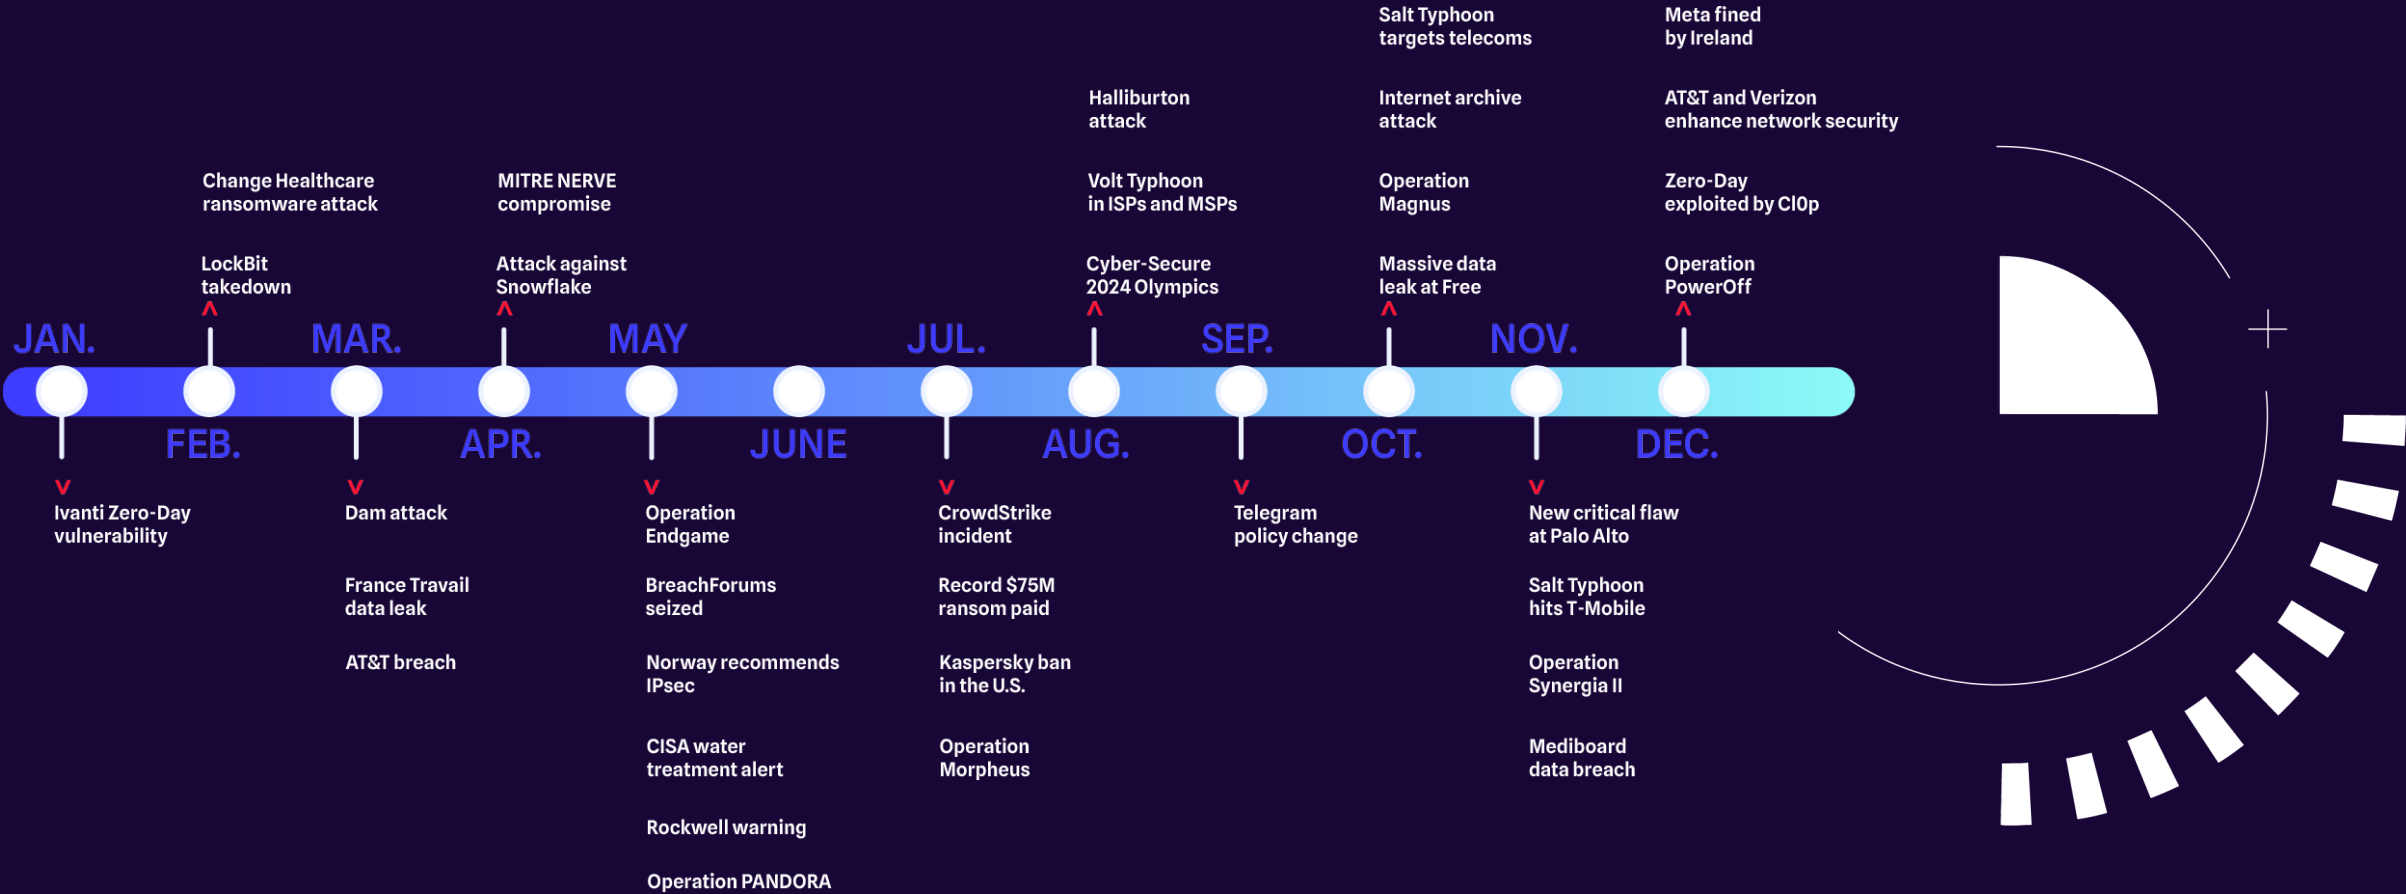 JAN.
Ivanti Zero-Day
vulnerability
Change Healthcare
ransomware attack
LockBit
takedown
FEB.
MAR.
Dam attack
France Travail
data leak
AT&T breach
MITRE NERVE
compromise
Attack against
Snowflake
APR.
MAY
Operation
Endgame
BreachForums
seized
Norway recommends
IPsec
CISA water
treatment alert
Rockwell warning
Operation PANDORA
JUNE
JUL.
CrowdStrike
incident
Record $75M
ransom paid
Kaspersky ban
in the U.S.
Operation
Morpheus
Halliburton
attack
Volt Typhoon
in ISPs and MSPs
Cyber-Secure
2024 Olympics
AUG.
SEP.
Telegram
policy change
Salt Typhoon
targets telecoms
Internet archive
attack
Operation
Magnus
Massive data
leak at Free
OCT.
NOV.
New critical flaw
at Palo Alto
Salt Typhoon
hits T-Mobile
Operation
Synergia II
Mediboard
data breach
Meta fined
by Ireland
AT&T and Verizon
enhance network security
Zero-Day
exploited by Cl0p
Operation
PowerOff
DEC.